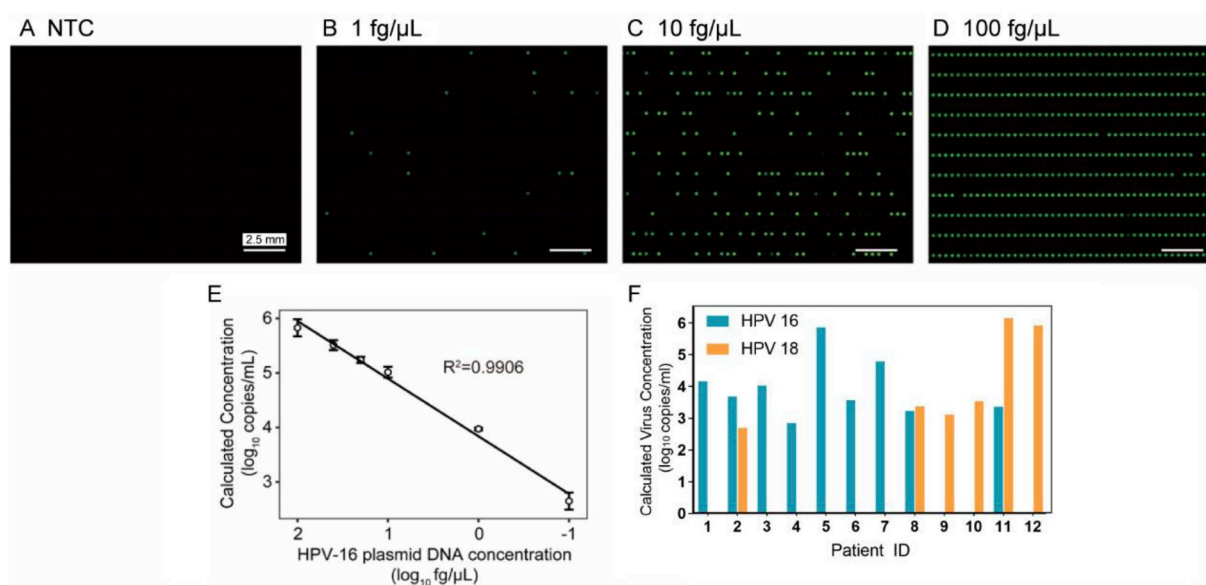 A NTC
B 1 fg/μL
C 10 fg/μL
D 100 fg/μL
2.5 mm
E
Calculated Concentration
(log10 copies/mL)
6
5
4
3
R²=0.9906
2
1
0
-1
HPV-16 plasmid DNA concentration
(log10 fg/μL)
F
Calculated Virus Concentration
(log10 copies/ml)
6
5
4
3
2
1
0
HPV 16
HPV 18
1 2 3 4 5 6 7 8 9 10 11 12
Patient ID